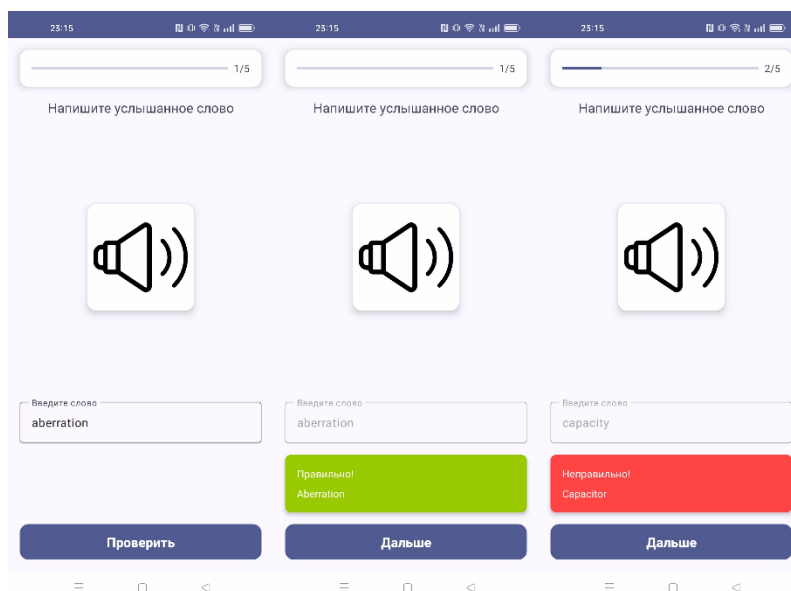 23:15
1/5
Напишите услышанное слово
Введите слово
aberration
Проверить
23:15
1/5
Напишите услышанное слово
Введите слово
aberration
Правильно!
Aberration
Дальше
23:15
2/5
Напишите услышанное слово
Введите слово
capacity
Неправильно!
Capacitor
Дальше